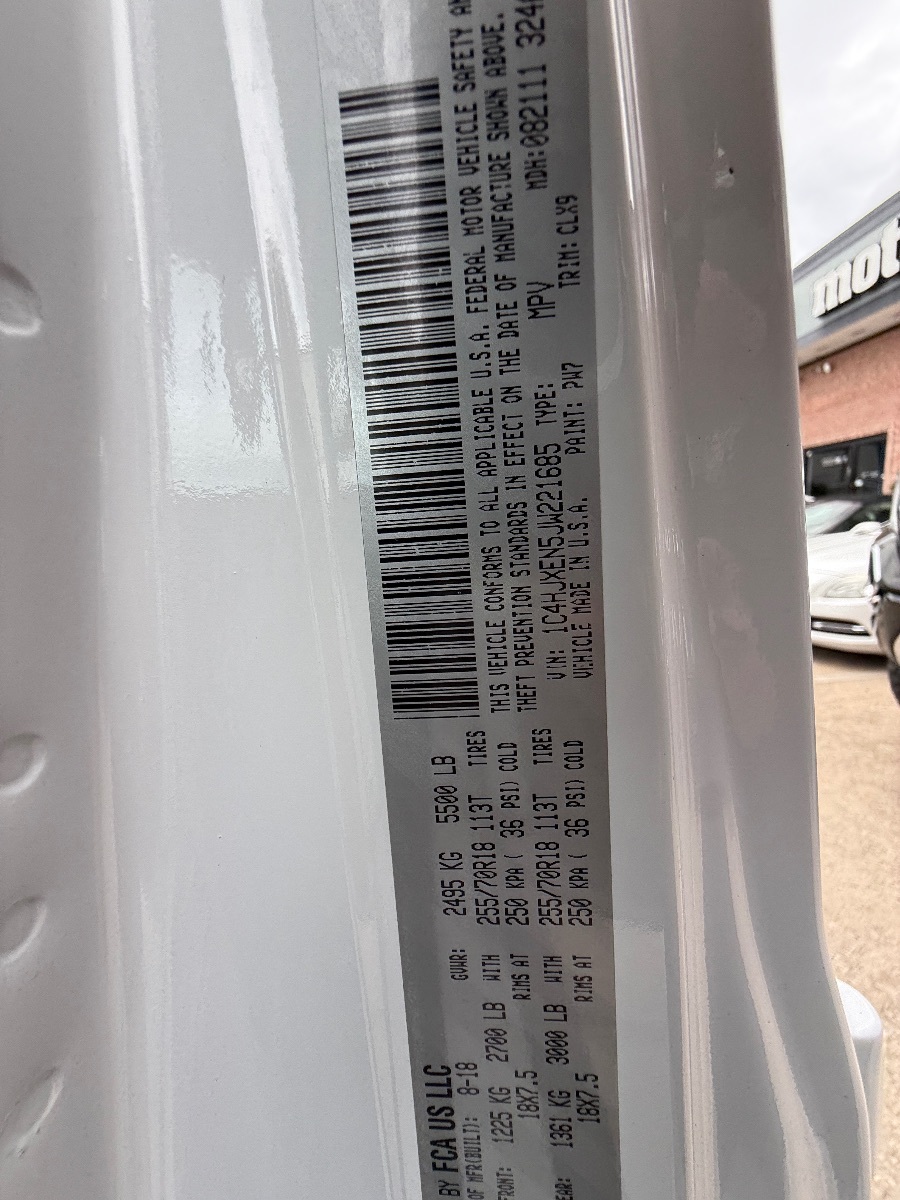 BY FCA US LLC
OF MFR(BUILT): 8-18 GVWR: 2495 KG 5500 LB
FRONT: 1225 KG 2700 LB WITH 255/70R18 113T TIRES
18X7.5 RIMS AT 250 KPA ( 36 PSI) COLD
REAR: 1361 KG 3000 LB WITH 255/70R18 113T TIRES
18X7.5 RIMS AT 250 KPA ( 36 PSI) COLD
THIS VEHICLE CONFORMS TO ALL APPLICABLE U.S.A. FEDERAL MOTOR VEHICLE SAFETY AN
THEFT PREVENTION STANDARDS IN EFFECT ON THE DATE OF MANUFACTURE SHOWN ABOVE.
VIN: 1C4HJXEN5JW221685 TYPE: MPV MDH:082111 324
VEHICLE MADE IN U.S.A. PAINT: PW7 TRIM: CLX9
mot